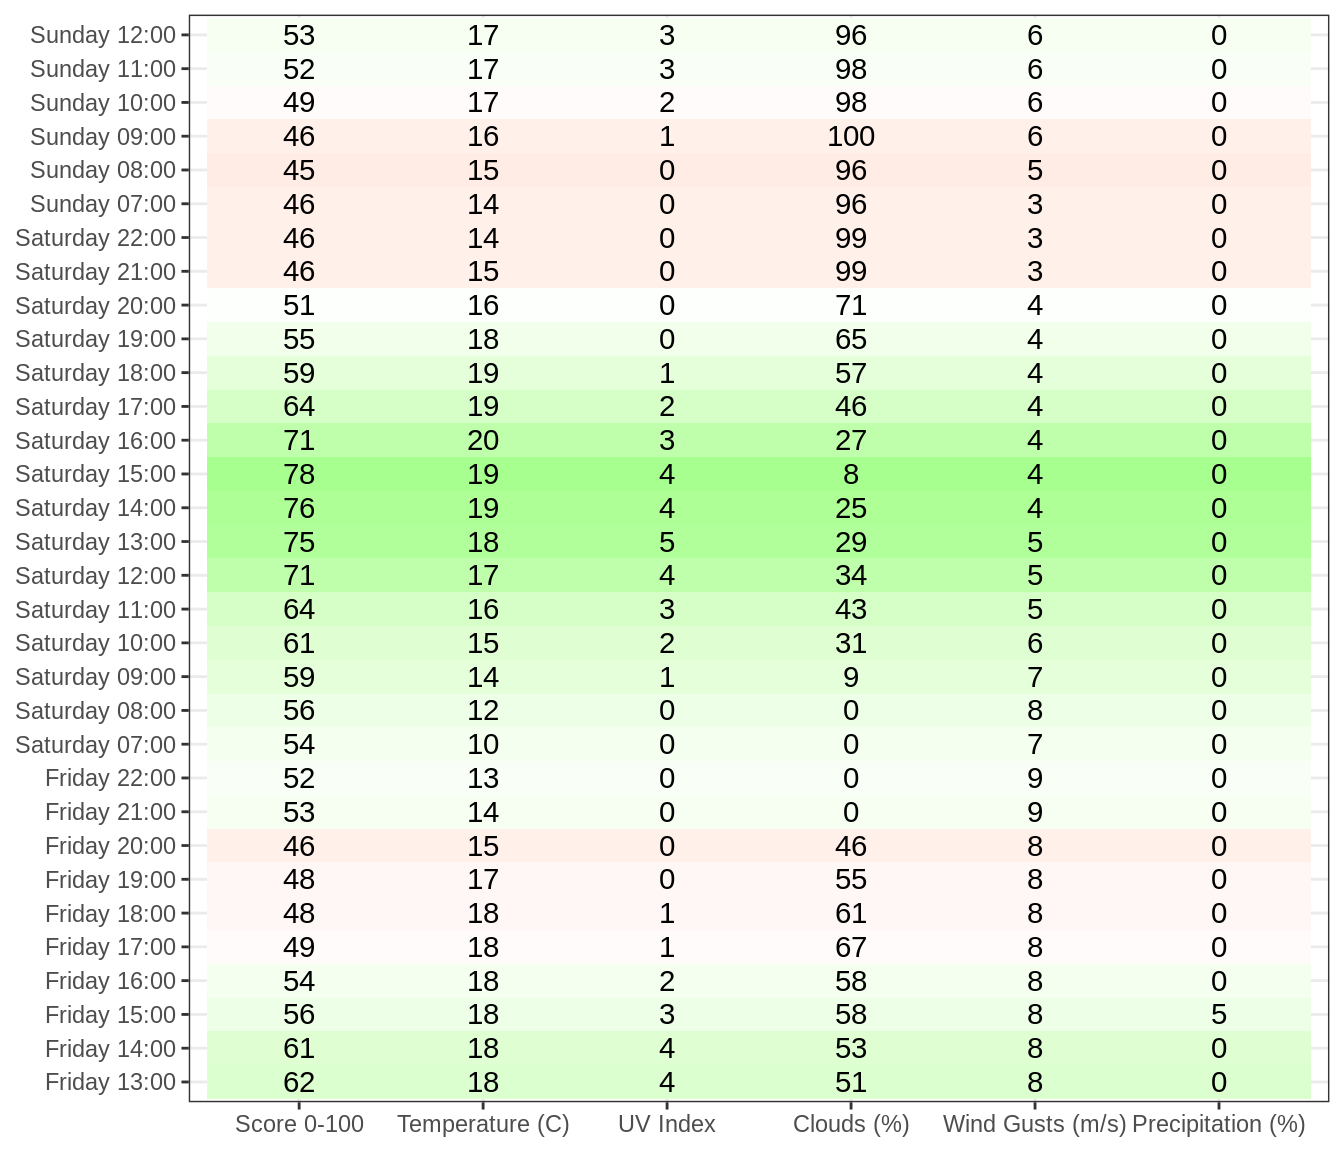 Sunday 12:00 53 17 3 96 6 0
Sunday 11:00 52 17 3 98 6 0
Sunday 10:00 49 17 2 98 6 0
Sunday 09:00 46 16 1 100 6 0
Sunday 08:00 45 15 0 96 5 0
Sunday 07:00 46 14 0 96 3 0
Saturday 22:00 46 14 0 99 3 0
Saturday 21:00 46 15 0 99 3 0
Saturday 20:00 51 16 0 71 4 0
Saturday 19:00 55 18 0 65 4 0
Saturday 18:00 59 19 1 57 4 0
Saturday 17:00 64 19 2 46 4 0
Saturday 16:00 71 20 3 27 4 0
Saturday 15:00 78 19 4 8 4 0
Saturday 14:00 76 19 4 25 4 0
Saturday 13:00 75 18 5 29 5 0
Saturday 12:00 71 17 4 34 5 0
Saturday 11:00 64 16 3 43 5 0
Saturday 10:00 61 15 2 31 6 0
Saturday 09:00 59 14 1 9 7 0
Saturday 08:00 56 12 0 0 8 0
Saturday 07:00 54 10 0 0 7 0
Friday 22:00 52 13 0 0 9 0
Friday 21:00 53 14 0 0 9 0
Friday 20:00 46 15 0 46 8 0
Friday 19:00 48 17 0 55 8 0
Friday 18:00 48 18 1 61 8 0
Friday 17:00 49 18 1 67 8 0
Friday 16:00 54 18 2 58 8 0
Friday 15:00 56 18 3 58 8 5
Friday 14:00 61 18 4 53 8 0
Friday 13:00 62 18 4 51 8 0
Score 0-100 Temperature (C) UV Index Clouds (%) Wind Gusts (m/s) Precipitation (%)